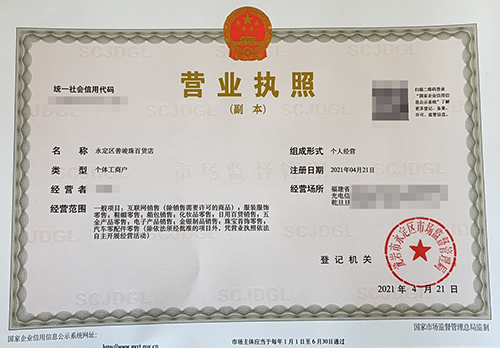 统一社会信用代码
营业执照
(副本)
扫描二维码登录
“国家企业信用信
息公示系统”了解
更多登记、备案、
许可、监管信息。
名称 永定区善竣珠百货店
组成形式 个人经营
类型 个体工商户
注册日期 2021年04月21日
经营者
经营场所 福建省
经营范围 一般项目:互联网销售(除销售需要许可的商品);服装服饰
零售;鞋帽零售;箱包销售;化妆品零售;日用百货销售;五
金产品零售;电子产品销售;金银制品销售;珠宝首饰零售;
汽车零配件零售(除依法须经批准的项目外,凭营业执照依法
自主开展经营活动)
登记机关
龙岩市永定区市场监督管理局
2021年4月21日
国家企业信用信息公示系统网址:
市场主体应当于每年1月1日至6月30日通过
国家市场监督管理总局监制
SCJDGL